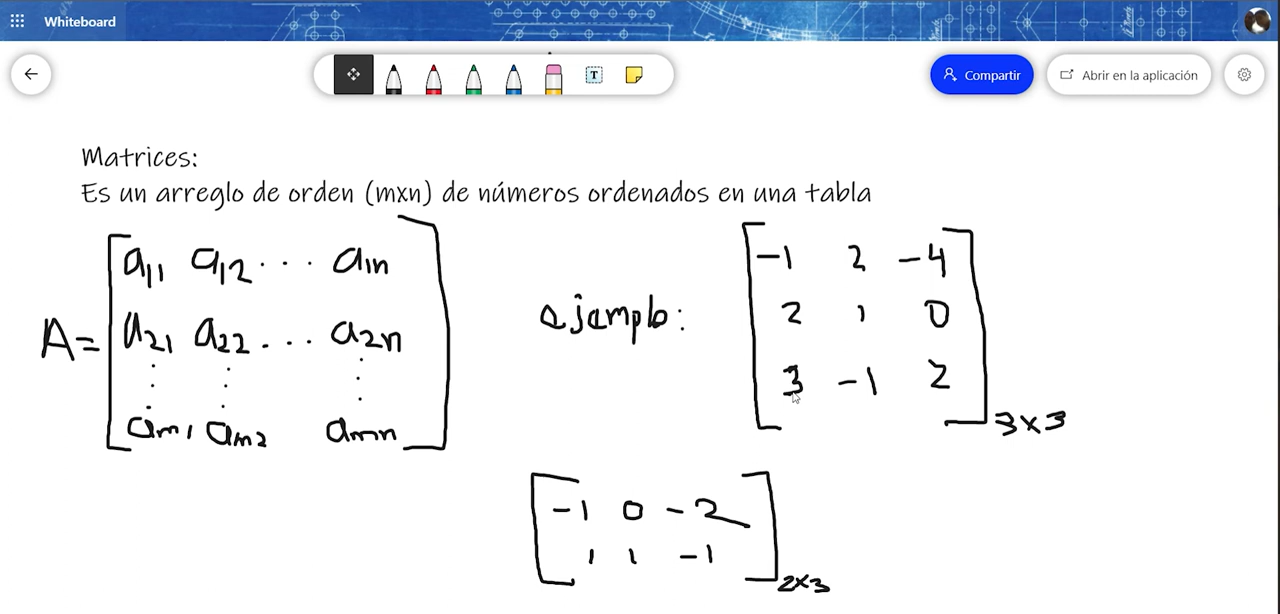 Whiteboard
Compartir
Abrir en la aplicación
T
Matrices:
Es un arreglo de orden (mxn) de números ordenados en una tabla
A= [ a11 a12 ... a1n
a21 a22 ... a2n
⋮ ⋮ ⋮
am1 am2 amn ]
ejemplo:
[ -1 2 -4
2 1 0
3 -1 2 ] 3x3
[ -1 0 -2
1 1 -1 ] 2x3